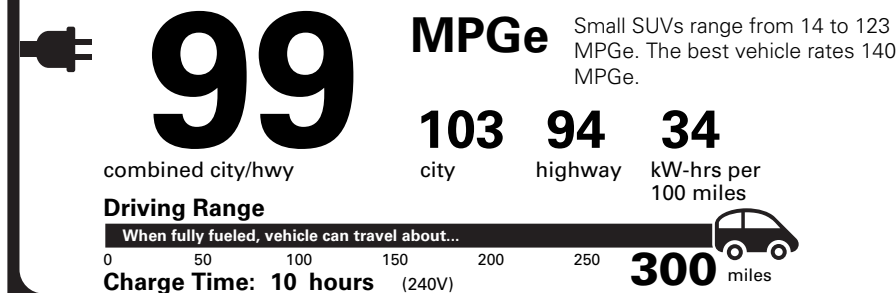 99
combined city/hwy
MPGe
Small SUVs range from 14 to 123
MPGe. The best vehicle rates 140
MPGe.
103
city
94
highway
34
kW-hrs per
100 miles
Driving Range
When fully fueled, vehicle can travel about...
0 50 100 150 200 250 300 miles
Charge Time: 10 hours (240V)